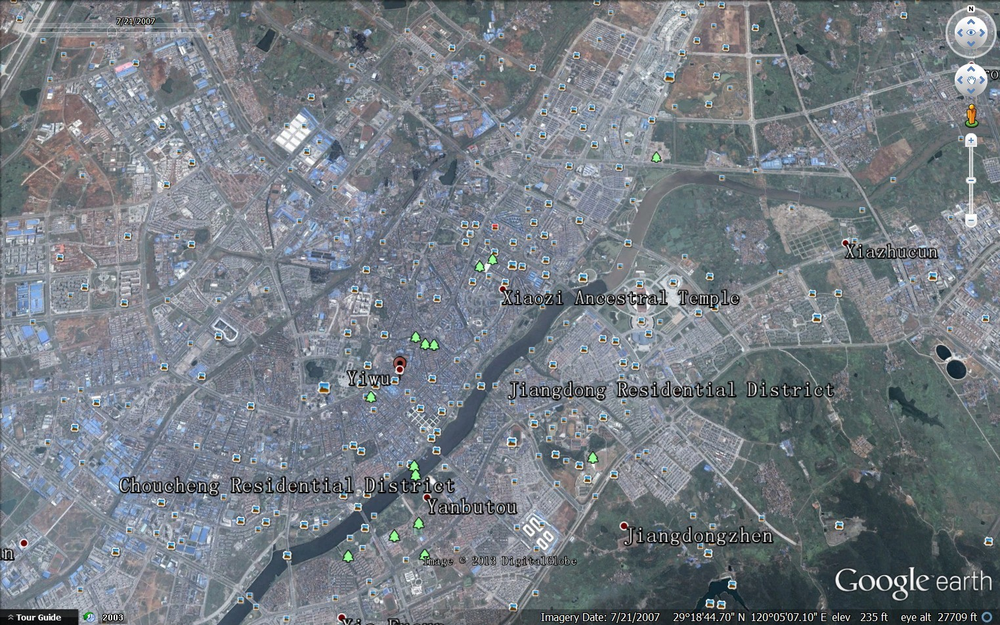 7/21/2007
N
Xiazhucun
Xiaozi Ancestral Temple
Yiwu
Jiangdong Residential District
Choucheng Residential District
Yanbutou
Jiangdongzhen
Image © 2013 DigitalGlobe
Google earth
Tour Guide
2003
Imagery Date: 7/21/2007 29°18'44.70" N 120°05'07.10" E elev 235 ft eye alt 27709 ft